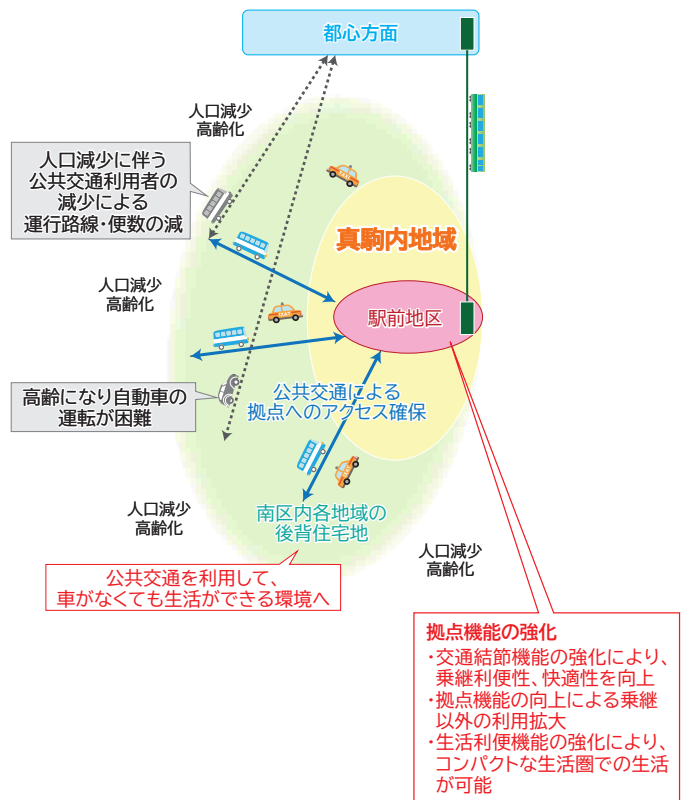 都心方面
人口減少
高齢化
人口減少に伴う
公共交通利用者の
減少による
運行路線・便数の減
真駒内地域
人口減少
高齢化
駅前地区
高齢になり自動車の
運転が困難
公共交通による
拠点へのアクセス確保
人口減少
高齢化
南区内各地域の
後背住宅地
人口減少
高齢化
公共交通を利用して、
車がなくても生活ができる環境へ
拠点機能の強化
・交通結節機能の強化により、
乗継利便性、快適性を向上
・拠点機能の向上による乗継
以外の利用拡大
・生活利便機能の強化により、
コンパクトな生活圏での生活
が可能